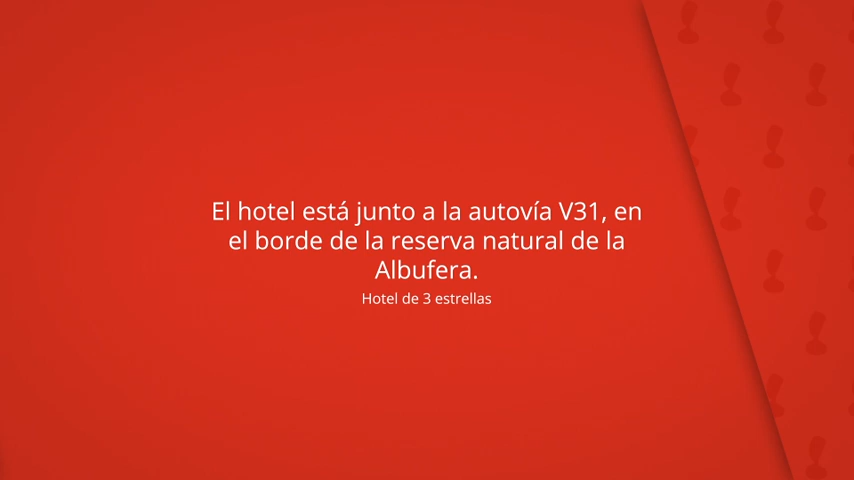 El hotel está junto a la autovía V31, en
el borde de la reserva natural de la
Albufera.
Hotel de 3 estrellas